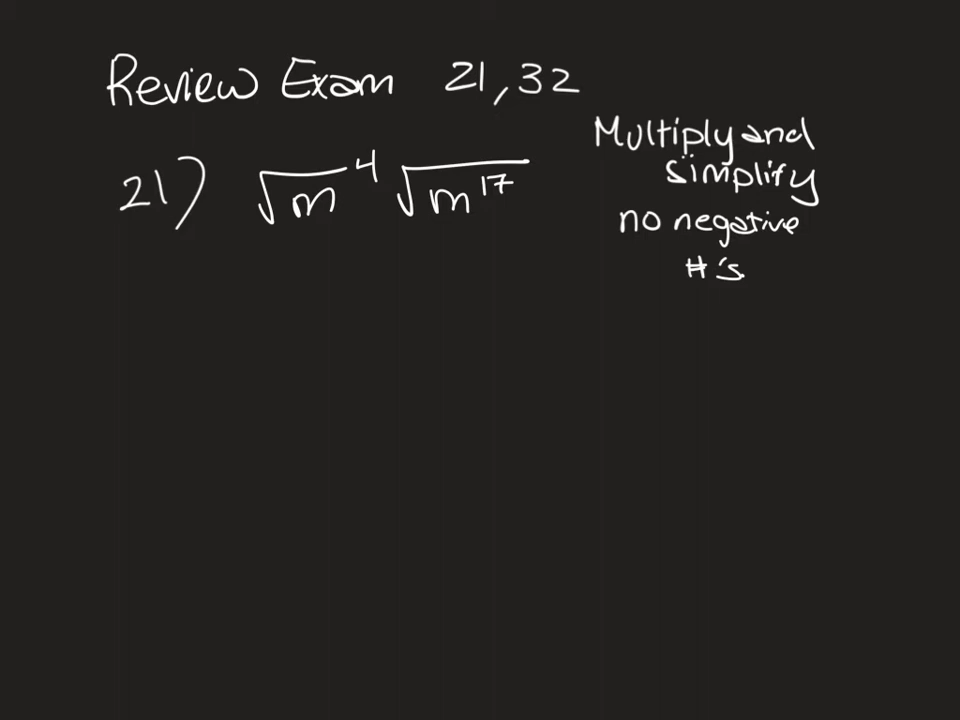 Review Exam 21,32
Multiply and
simplify
21) √m⁴ √m¹⁷
no negative
#'s